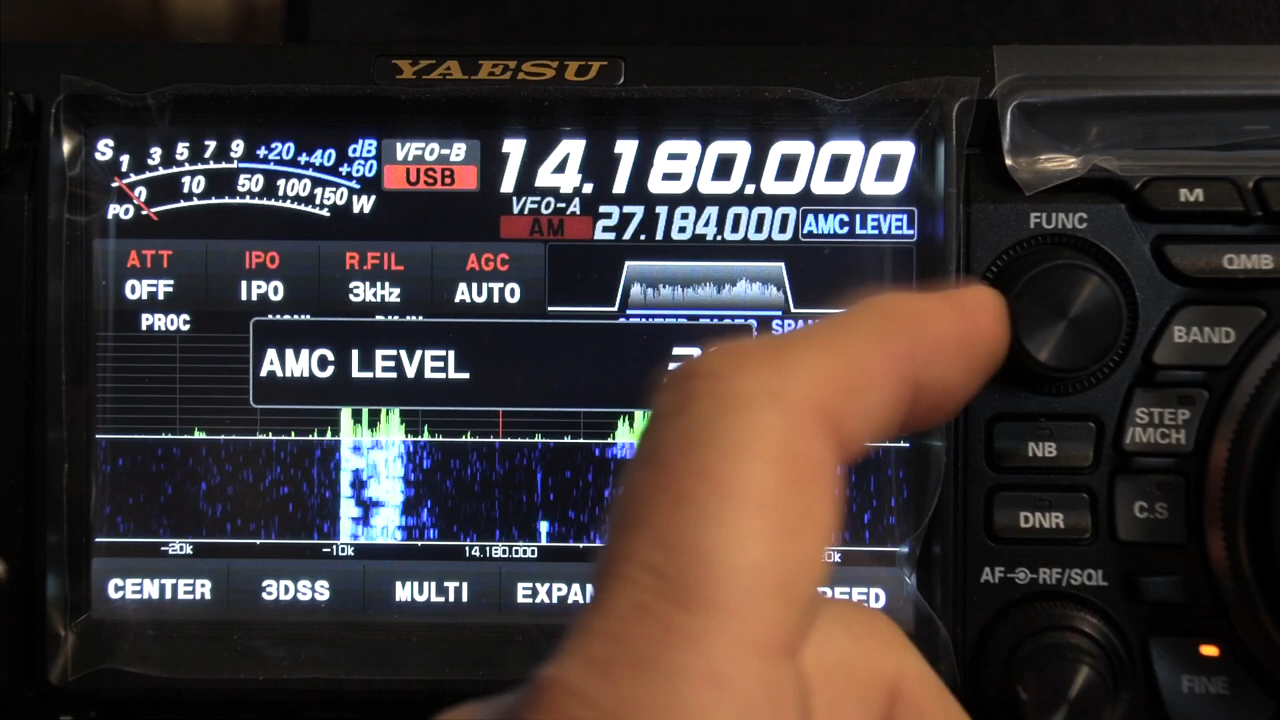 YAESU
S 1 3 5 7 9 +20 +40 +60 dB
PO 0 10 50 100 150 W
VFO-B
USB
14.180.000
VFO-A
AM
27.184.000
AMC LEVEL
ATT
OFF
IPO
IPO
R.FIL
3kHz
AGC
AUTO
PROC
AMC LEVEL
-20k
-10k
14.180.000
CENTER
3DSS
MULTI
M
FUNC
QMB
BAND
STEP
/MCH
NB
DNR
C.S
AF RF/SQL
FINE